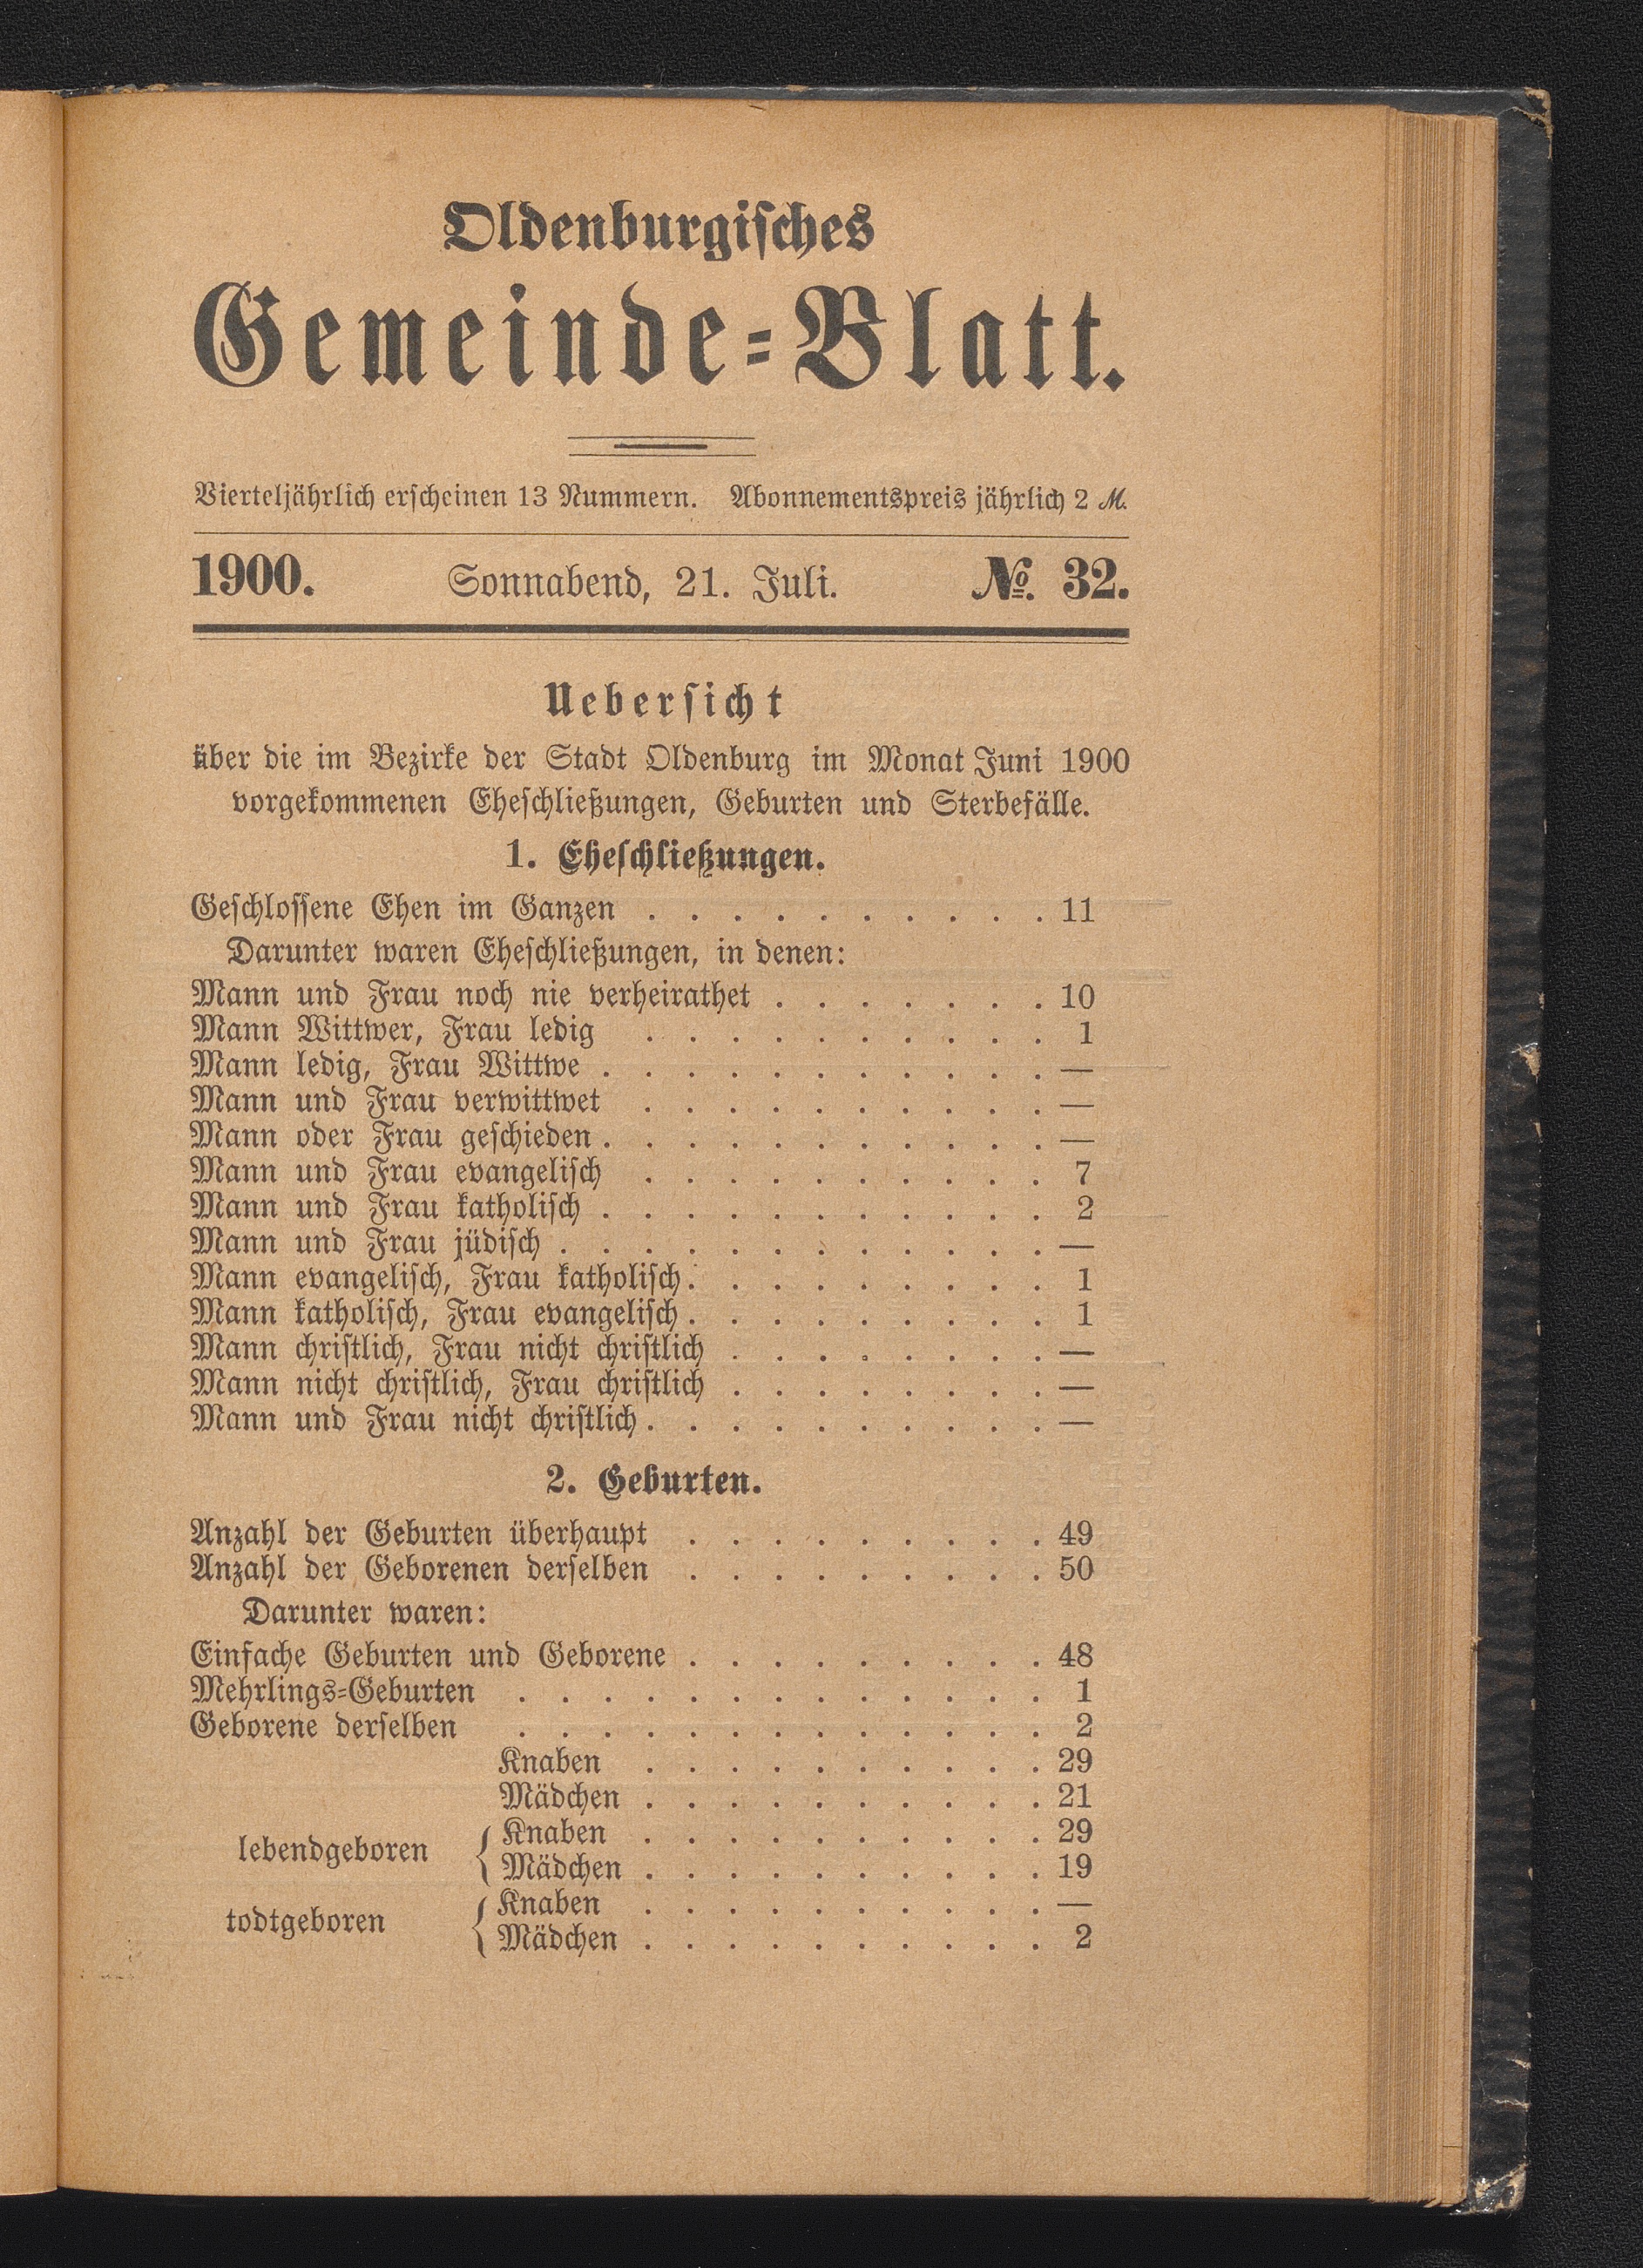 Oldenburgisches
Gemeinde-Blatt.
Vierteljährlich erscheinen 13 Nummern. Abonnementspreis jährlich 2 M.
1900. Sonnabend, 21. Juli. No. 32.
Uebersicht
über die im Bezirke der Stadt Oldenburg im Monat Juni 1900
vorgekommenen Eheschließungen, Geburten und Sterbefälle.
1. Eheschließungen.
Geschlossene Ehen im Ganzen . . . . . . . . . . 11
Darunter waren Eheschließungen, in denen:
Mann und Frau noch nie verheirathet . . . . . . . 10
Mann Wittwer, Frau ledig . . . . . . . . . . 1
Mann ledig, Frau Wittwe . . . . . . . . . . . —
Mann und Frau verwittwet . . . . . . . . . . —
Mann oder Frau geschieden . . . . . . . . . . . —
Mann und Frau evangelisch . . . . . . . . . . 7
Mann und Frau katholisch . . . . . . . . . . . 2
Mann und Frau jüdisch . . . . . . . . . . . . —
Mann evangelisch, Frau katholisch . . . . . . . . . 1
Mann katholisch, Frau evangelisch . . . . . . . . . 1
Mann christlich, Frau nicht christlich . . . . . . . . —
Mann nicht christlich, Frau christlich . . . . . . . . —
Mann und Frau nicht christlich . . . . . . . . . . —
2. Geburten.
Anzahl der Geburten überhaupt . . . . . . . . . 49
Anzahl der Geborenen derselben . . . . . . . . . 50
Darunter waren:
Einfache Geburten und Geborene . . . . . . . . . 48
Mehrlings-Geburten . . . . . . . . . . . . . 1
Geborene derselben . . . . . . . . . . . . . 2
Knaben . . . . . . . . . . 29
Mädchen . . . . . . . . . . 21
lebendgeboren { Knaben . . . . . . . . . . 29
Mädchen . . . . . . . . . . 19
todtgeboren { Knaben . . . . . . . . . . —
Mädchen . . . . . . . . . . 2